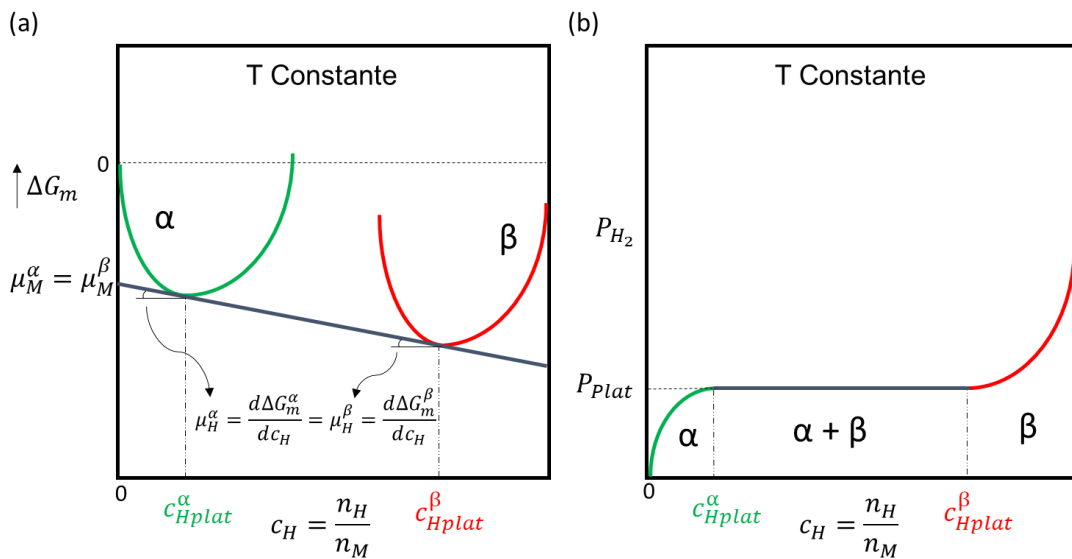 (a)
T Constante
0
↑ ΔG_m
α
β
μ_M^α = μ_M^β
μ_H^α = dΔG_m^α / dc_H = μ_H^β = dΔG_m^β / dc_H
0
c_Hplat^α
c_H = n_H / n_M
c_Hplat^β
(b)
T Constante
P_H₂
P_Plat
α
α + β
β
0
c_Hplat^α
c_H = n_H / n_M
c_Hplat^β